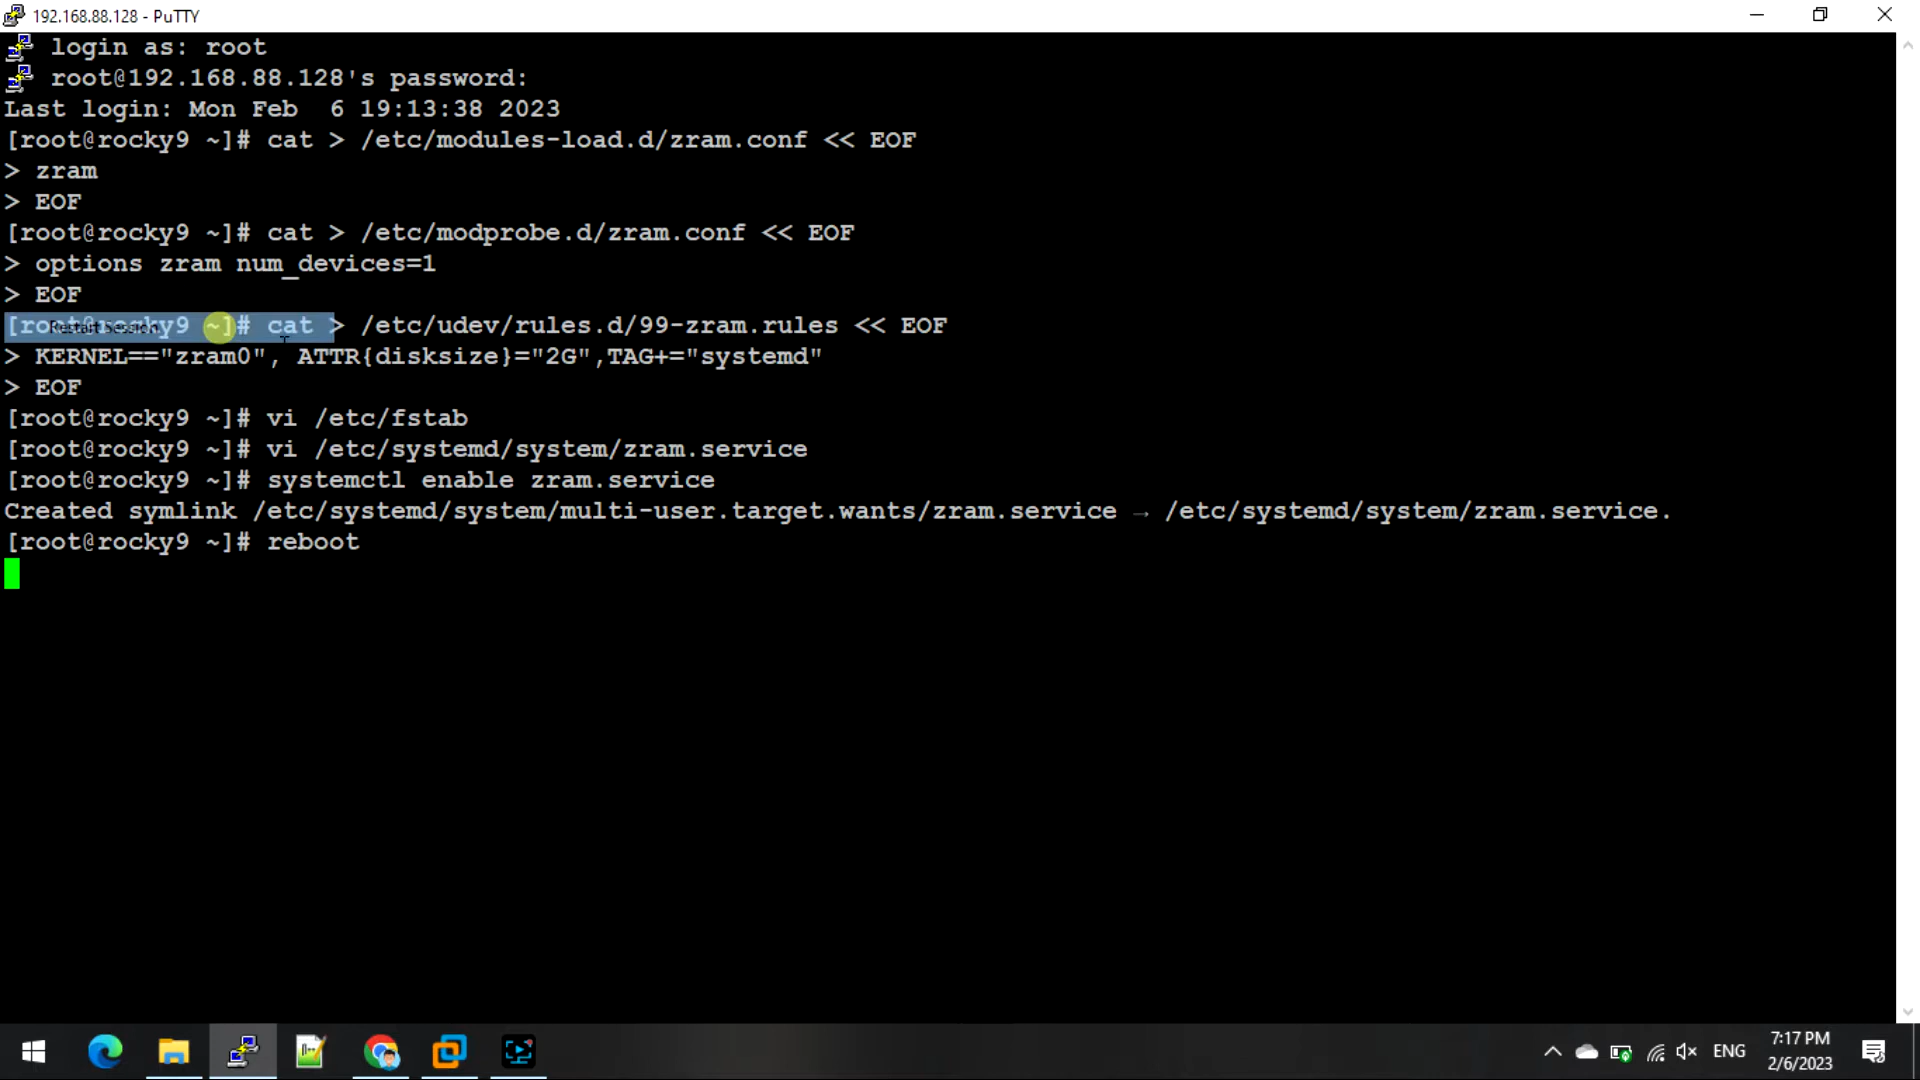 192.168.88.128 - PuTTY
login as: root
root@192.168.88.128's password:
Last login: Mon Feb  6 19:13:38 2023
[root@rocky9 ~]# cat > /etc/modules-load.d/zram.conf << EOF
> zram
> EOF
[root@rocky9 ~]# cat > /etc/modprobe.d/zram.conf << EOF
> options zram num_devices=1
> EOF
[root@rocky9 ~]# cat > /etc/udev/rules.d/99-zram.rules << EOF
Restart Session
> KERNEL=="zram0", ATTR{disksize}="2G",TAG+="systemd"
> EOF
[root@rocky9 ~]# vi /etc/fstab
[root@rocky9 ~]# vi /etc/systemd/system/zram.service
[root@rocky9 ~]# systemctl enable zram.service
Created symlink /etc/systemd/system/multi-user.target.wants/zram.service → /etc/systemd/system/zram.service.
[root@rocky9 ~]# reboot
ENG
7:17 PM
2/6/2023